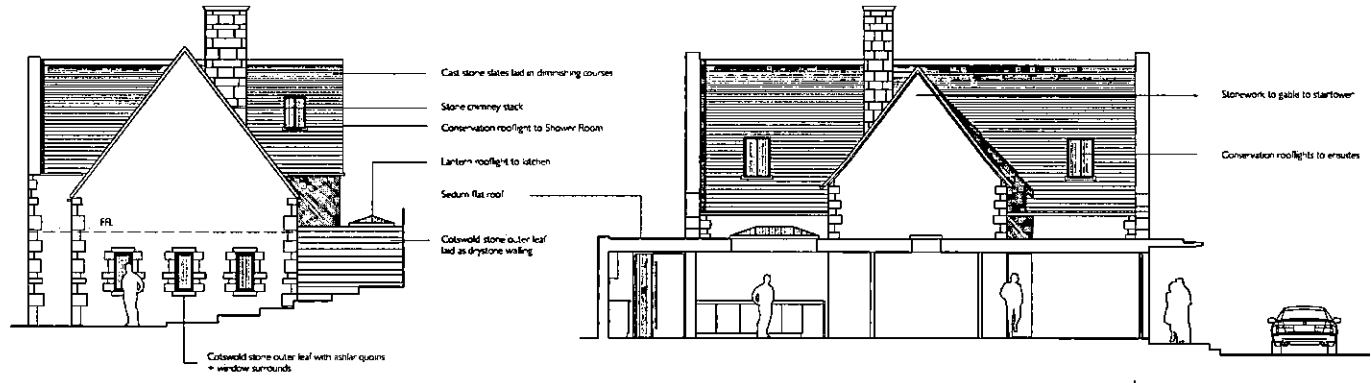 Cast stone slates laid in diminishing courses
Stone chimney stack
Conservation rooflight to Shower Room
Lantern rooflight to kitchen
Sedum flat roof
FFL
Cotswold stone outer leaf
laid as drystone walling
Cotswold stone outer leaf with ashlar quoins
+ window surrounds
Stonework to gable to stairtower
Conservation rooflights to ensuites